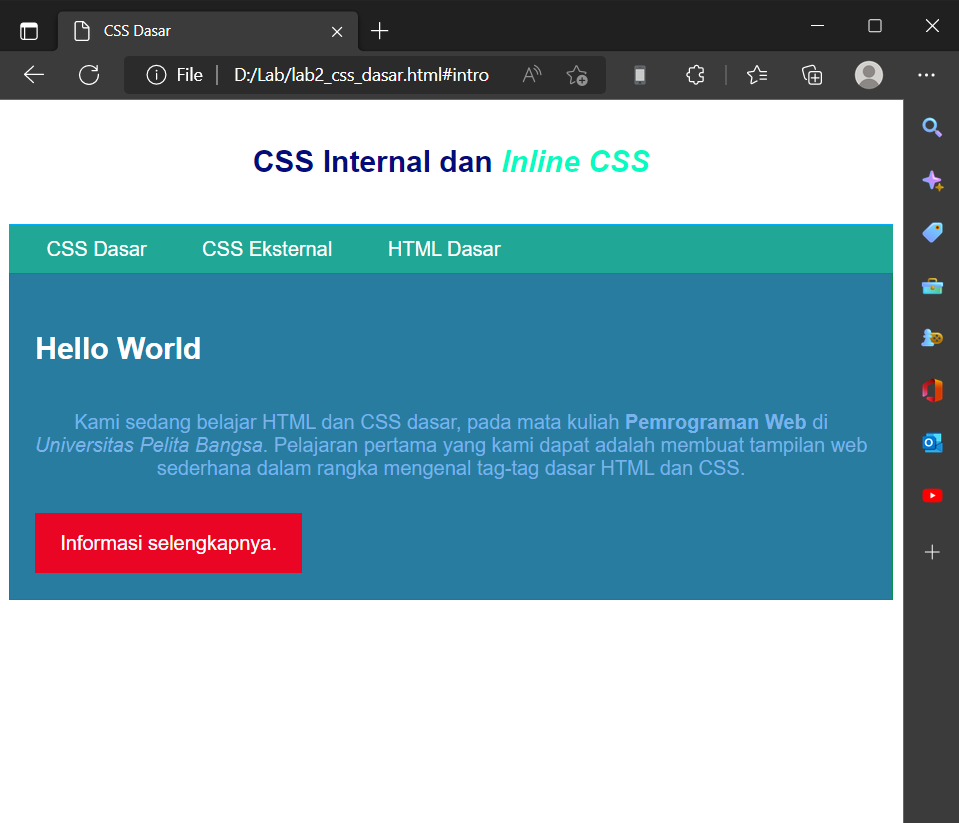 CSS Dasar
File
D:/Lab/lab2_css_dasar.html#intro
CSS Internal dan Inline CSS
CSS Dasar
CSS Eksternal
HTML Dasar
Hello World
Kami sedang belajar HTML dan CSS dasar, pada mata kuliah Pemrograman Web di
Universitas Pelita Bangsa. Pelajaran pertama yang kami dapat adalah membuat tampilan web
sederhana dalam rangka mengenal tag-tag dasar HTML dan CSS.
Informasi selengkapnya.